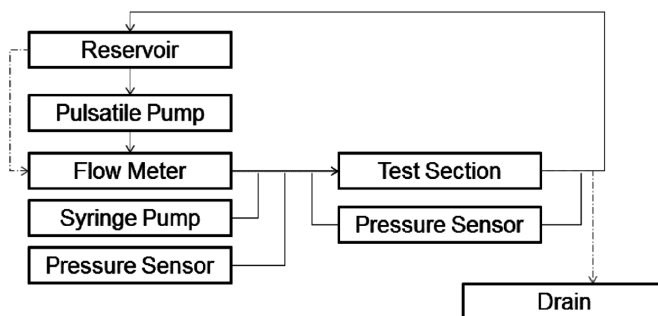 Reservoir
Pulsatile Pump
Flow Meter
Test Section
Syringe Pump
Pressure Sensor
Pressure Sensor
Drain